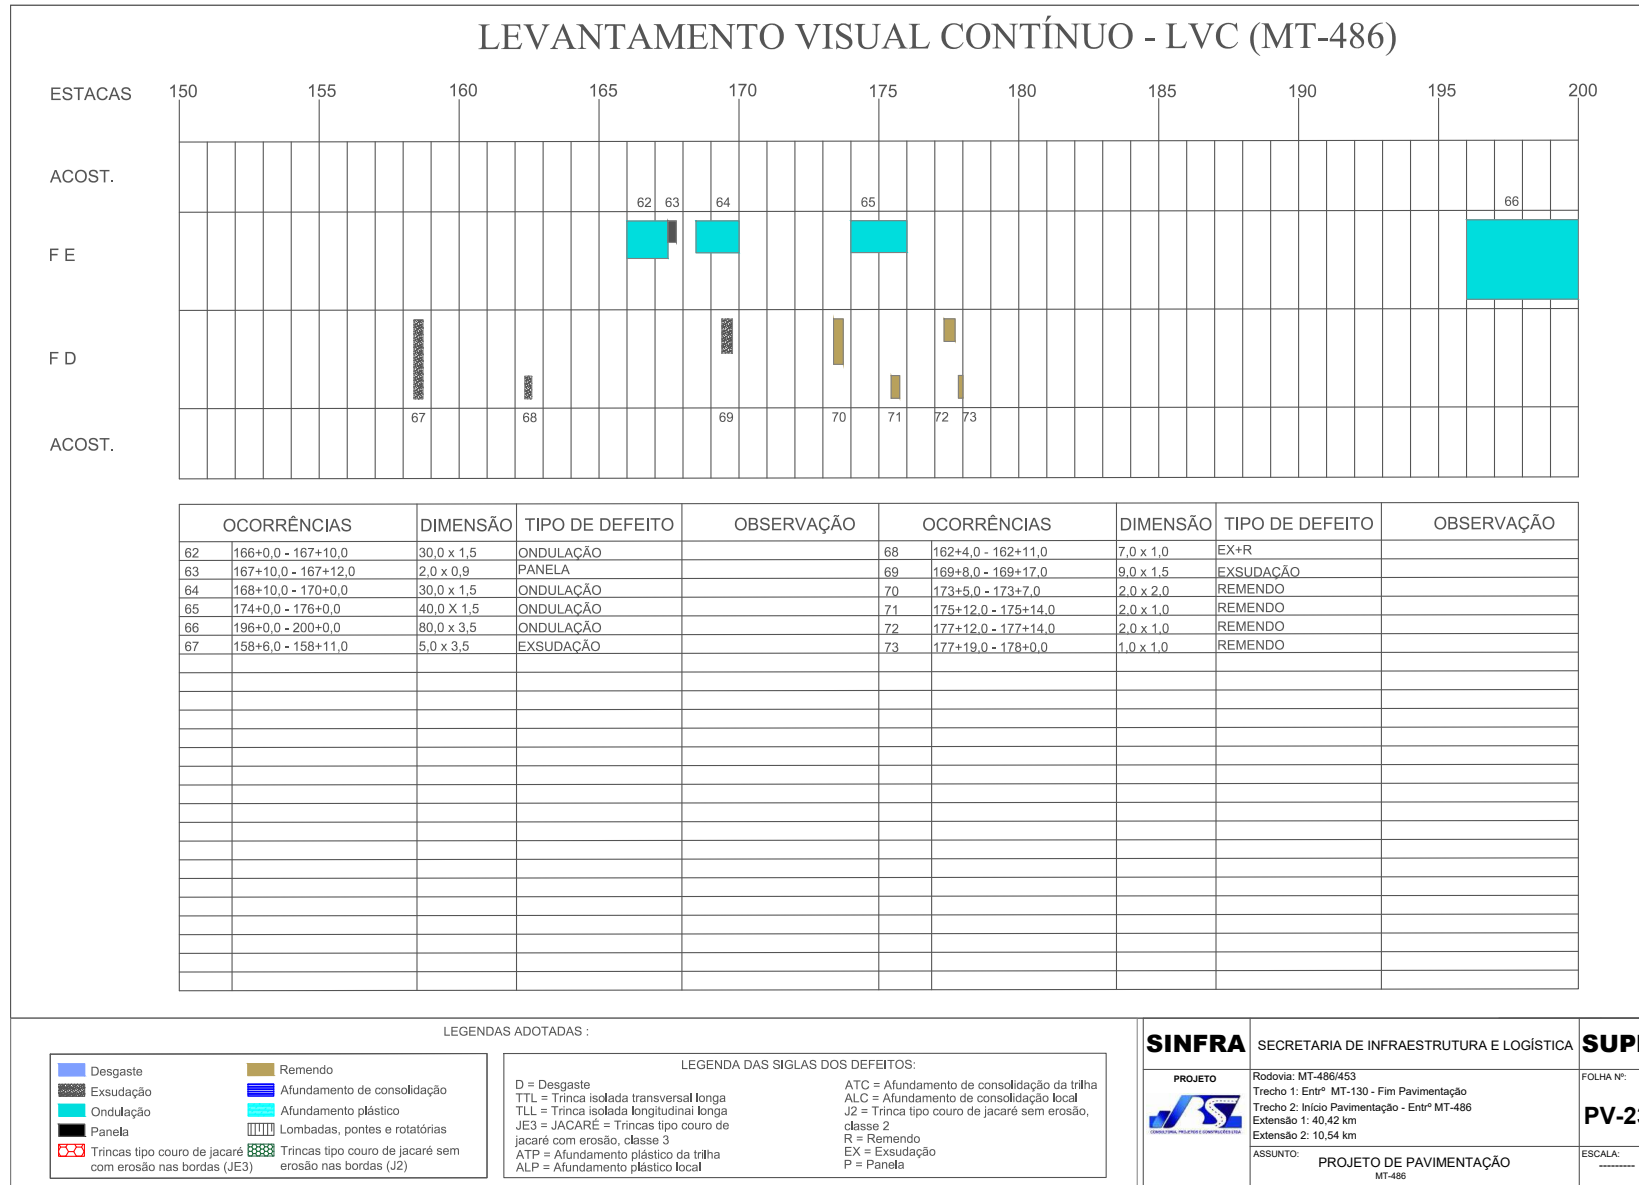 LEVANTAMENTO VISUAL CONTÍNUO - LVC (MT-486)
ESTACAS 150 155 160 165 170 175 180 185 190 195 200
ACOST.
62 63 64 65 66
F E
F D
67 68 69 70 71 72 73
ACOST.
OCORRÊNCIAS DIMENSÃO TIPO DE DEFEITO OBSERVAÇÃO OCORRÊNCIAS DIMENSÃO TIPO DE DEFEITO OBSERVAÇÃO
62 166+0,0 - 167+10,0 30,0 x 1,5 ONDULAÇÃO 68 162+4,0 - 162+11,0 7,0 x 1,0 EX+R
63 167+10,0 - 167+12,0 2,0 x 0,9 PANELA 69 169+8,0 - 169+17,0 9,0 x 1,5 EXSUDAÇÃO
64 168+10,0 - 170+0,0 30,0 x 1,5 ONDULAÇÃO 70 173+5,0 - 173+7,0 2,0 x 2,0 REMENDO
65 174+0,0 - 176+0,0 40,0 X 1,5 ONDULAÇÃO 71 175+12,0 - 175+14,0 2,0 x 1,0 REMENDO
66 196+0,0 - 200+0,0 80,0 x 3,5 ONDULAÇÃO 72 177+12,0 - 177+14,0 2,0 x 1,0 REMENDO
67 158+6,0 - 158+11,0 5,0 x 3,5 EXSUDAÇÃO 73 177+19,0 - 178+0,0 1,0 x 1,0 REMENDO
LEGENDAS ADOTADAS :
Desgaste
Exsudação
Ondulação
Panela
Trincas tipo couro de jacaré
com erosão nas bordas (JE3)
Remendo
Afundamento de consolidação
Afundamento plástico
Lombadas, pontes e rotatórias
Trincas tipo couro de jacaré sem
erosão nas bordas (J2)
LEGENDA DAS SIGLAS DOS DEFEITOS:
D = Desgaste
TTL = Trinca isolada transversal longa
TLL = Trinca isolada longitudinal longa
JE3 = JACARÉ = Trincas tipo couro de
jacaré com erosão, classe 3
ATP = Afundamento plástico da trilha
ALP = Afundamento plástico local
ATC = Afundamento de consolidação da trilha
ALC = Afundamento de consolidação local
J2 = Trinca tipo couro de jacaré sem erosão,
classe 2
R = Remendo
EX = Exsudação
P = Panela
SINFRA SECRETARIA DE INFRAESTRUTURA E LOGÍSTICA
PROJETO
CONSULTORIA, PROJETOS E CONSTRUÇÕES LTDA
Rodovia: MT-486/453
Trecho 1: Entrº MT-130 - Fim Pavimentação
Trecho 2: Início Pavimentação - Entrº MT-486
Extensão 1: 40,42 km
Extensão 2: 10,54 km
ASSUNTO:
PROJETO DE PAVIMENTAÇÃO
MT-486
FOLHA Nº:
ESCALA:
---------